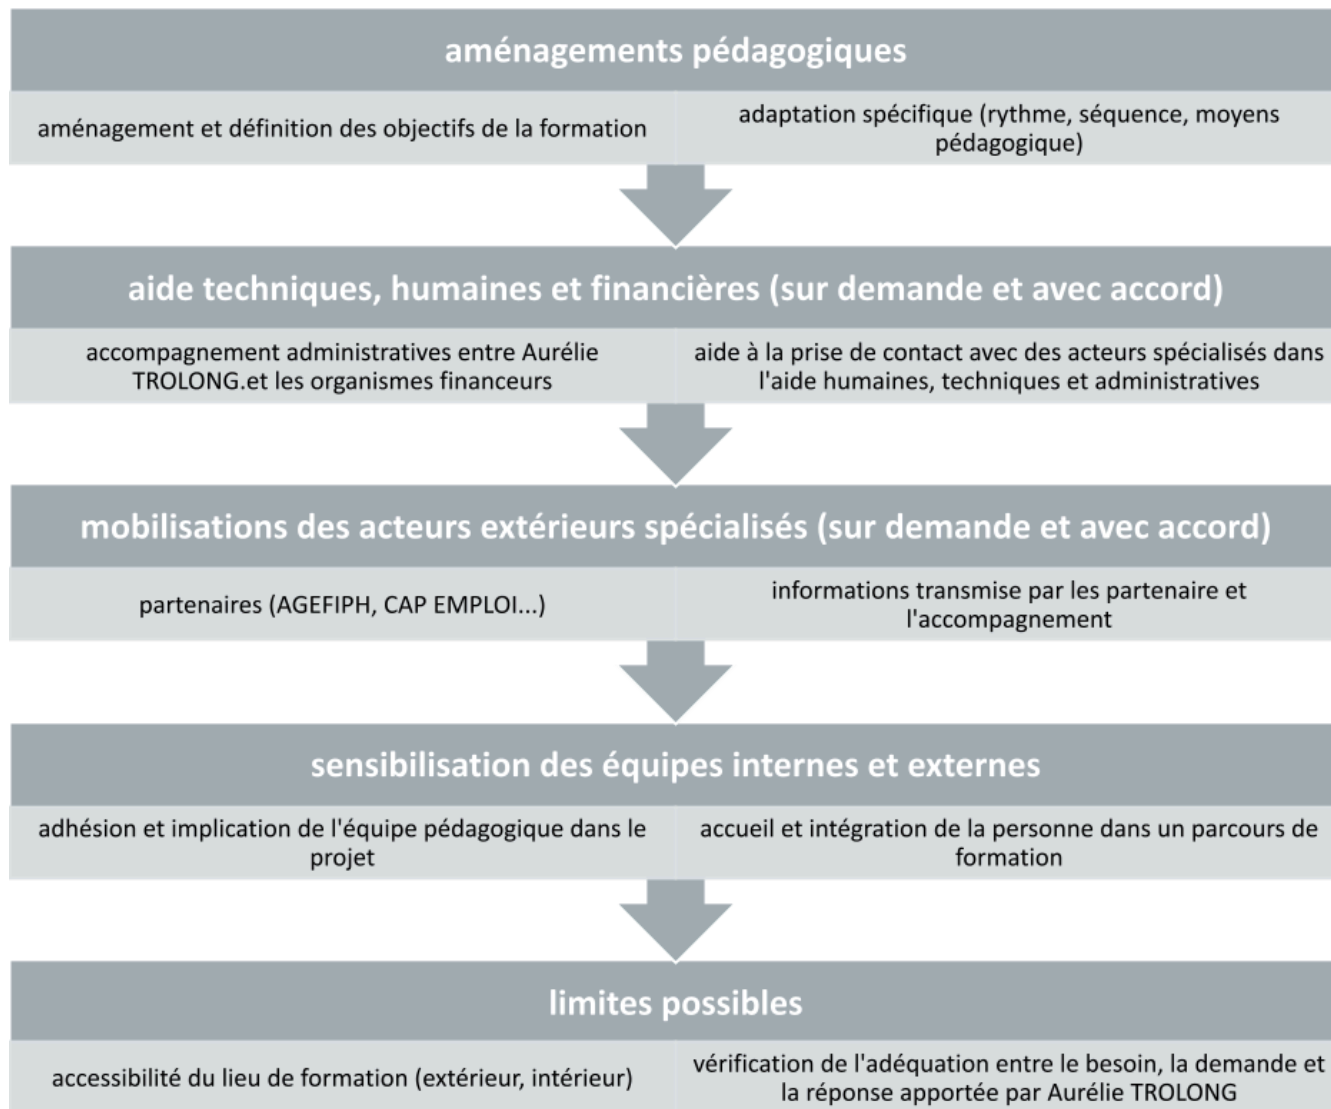 aménagements pédagogiques
aménagement et définition des objectifs de la formation
adaptation spécifique (rythme, séquence, moyens
pédagogique)
aide techniques, humaines et financières (sur demande et avec accord)
accompagnement administratives entre Aurélie
TROLONG.et les organismes financeurs
aide à la prise de contact avec des acteurs spécialisés dans
l'aide humaines, techniques et administratives
mobilisations des acteurs extérieurs spécialisés (sur demande et avec accord)
partenaires (AGEFIPH, CAP EMPLOI...)
informations transmise par les partenaire et
l'accompagnement
sensibilisation des équipes internes et externes
adhésion et implication de l'équipe pédagogique dans le
projet
accueil et intégration de la personne dans un parcours de
formation
limites possibles
accessibilité du lieu de formation (extérieur, intérieur)
vérification de l'adéquation entre le besoin, la demande et
la réponse apportée par Aurélie TROLONG